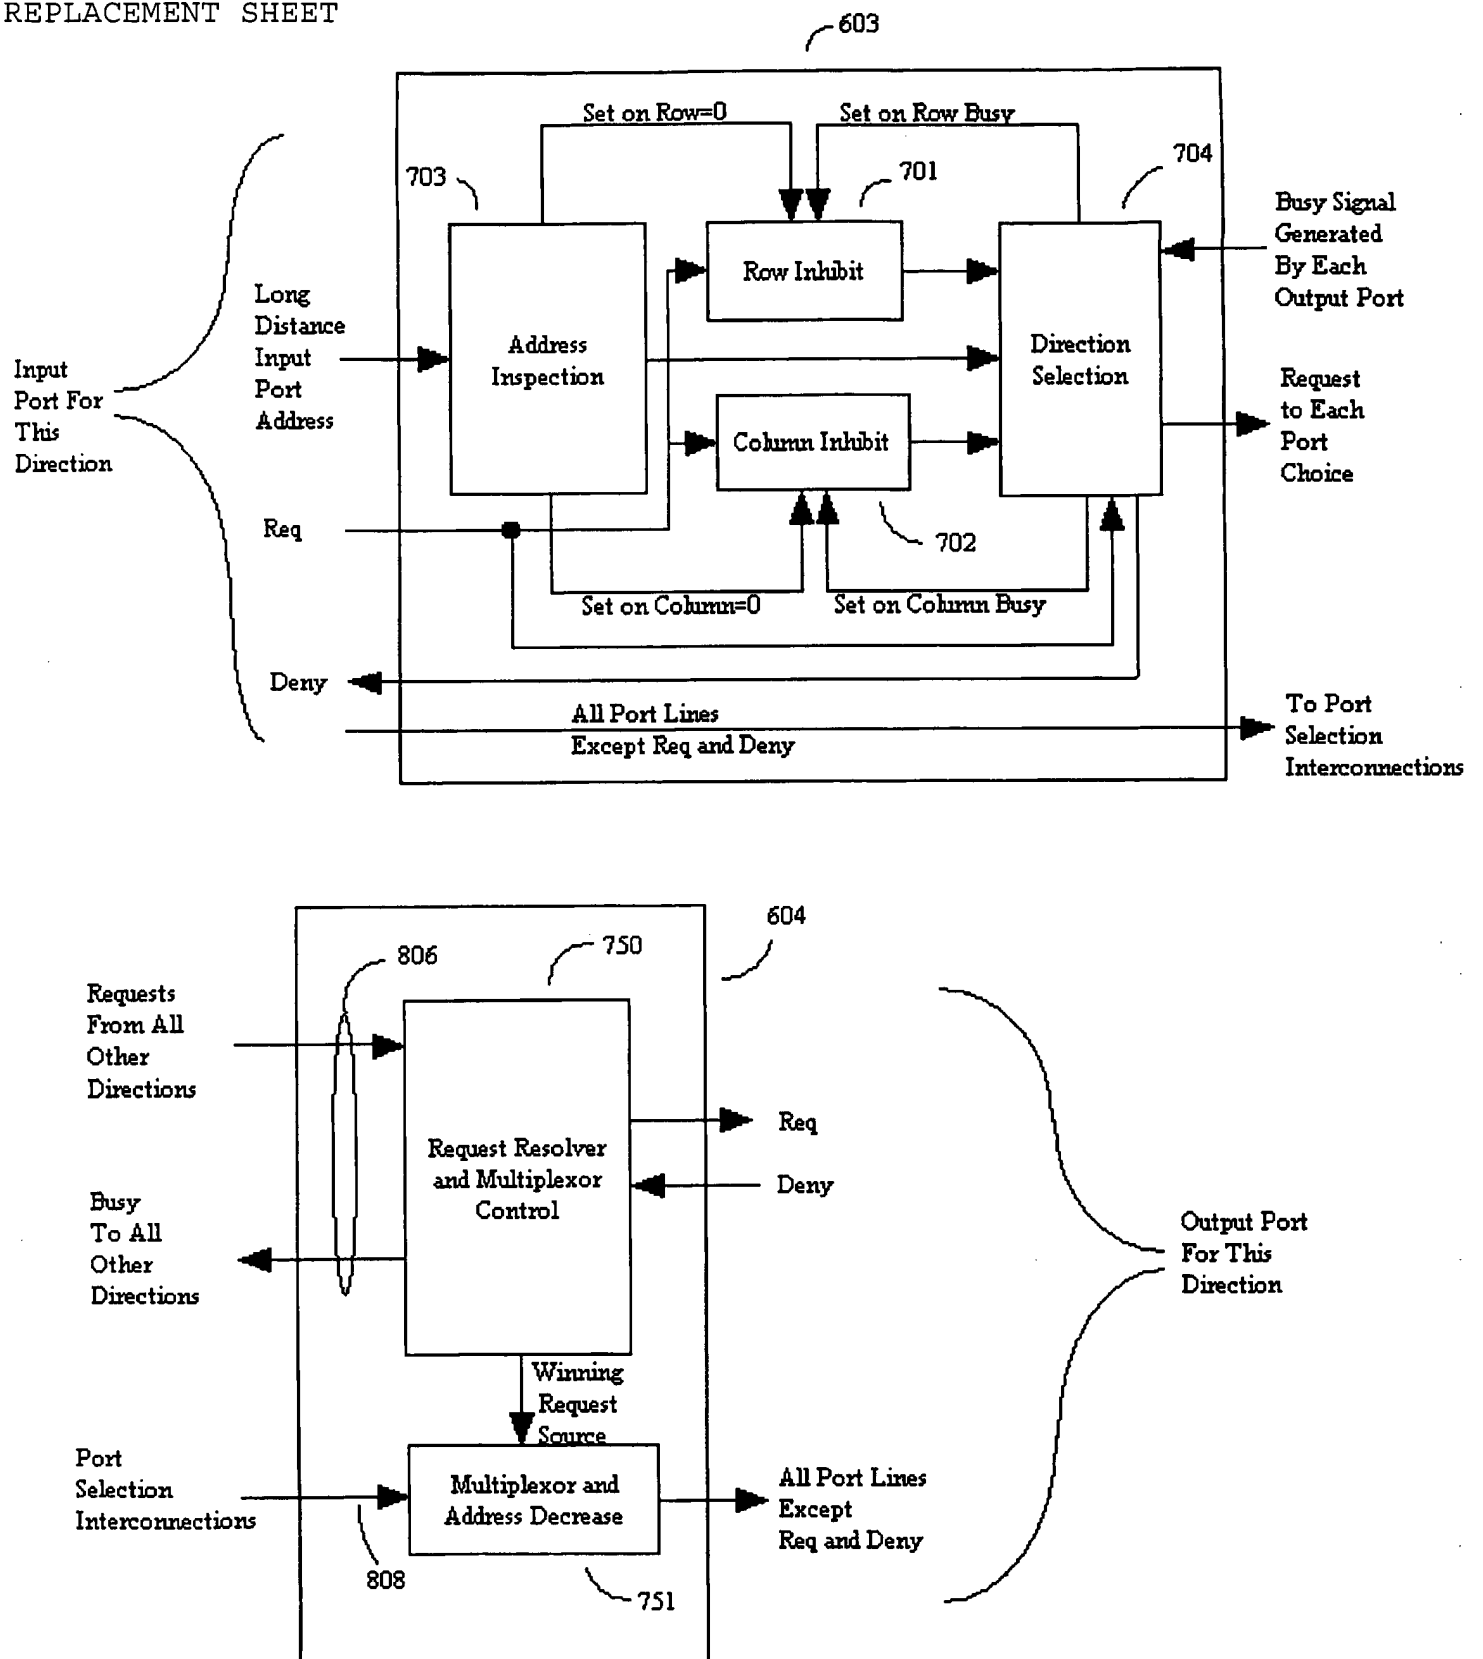 REPLACEMENT SHEET
603
Set on Row=0
Set on Row Busy
703
701
704
Busy Signal
Generated
By Each
Output Port
Row Inhibit
Long
Distance
Input
Port
Address
Address
Inspection
Direction
Selection
Input
Port For
This
Direction
Request
to Each
Port
Choice
Column Inhibit
Req
702
Set on Column=0
Set on Column Busy
Deny
All Port Lines
Except Req and Deny
To Port
Selection
Interconnections
604
750
806
Requests
From All
Other
Directions
Req
Request Resolver
and Multiplexor
Control
Deny
Busy
To All
Other
Directions
Output Port
For This
Direction
Winning
Request
Source
Port
Selection
Interconnections
Multiplexor and
Address Decrease
All Port Lines
Except
Req and Deny
808
751